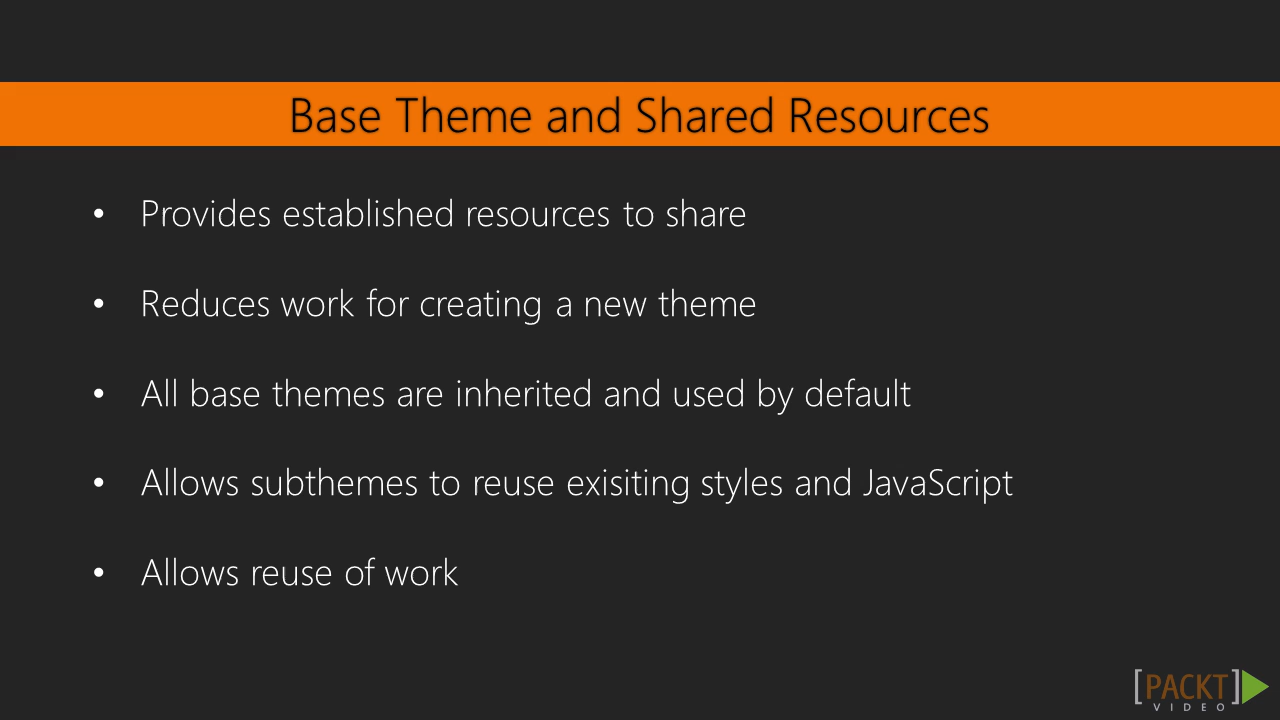 Base Theme and Shared Resources
• Provides established resources to share
• Reduces work for creating a new theme
• All base themes are inherited and used by default
• Allows subthemes to reuse exisiting styles and JavaScript
• Allows reuse of work
[PACKT]
VIDEO